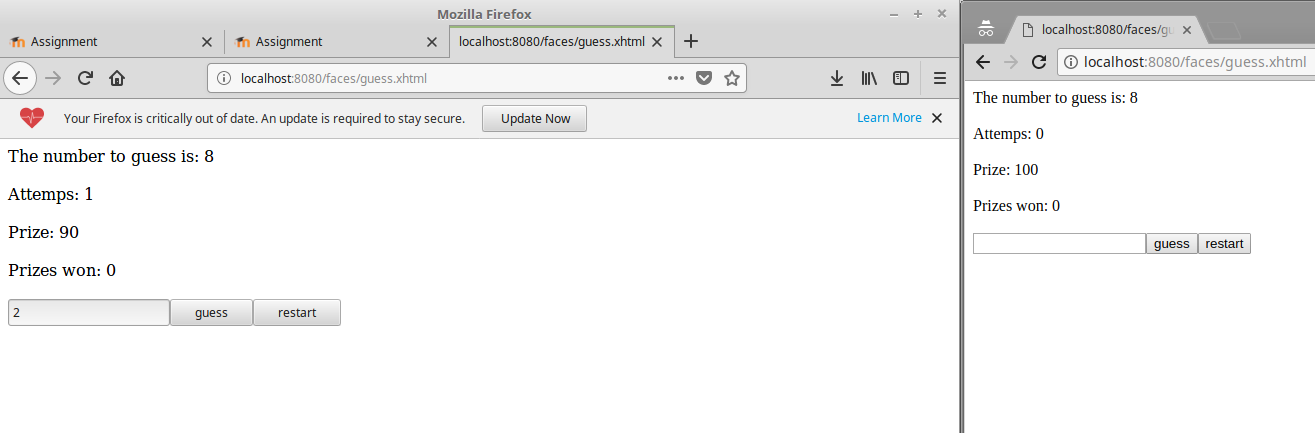 Mozilla Firefox
Assignment
Assignment
localhost:8080/faces/guess.xhtml
localhost:8080/faces/guess.xhtml
Your Firefox is critically out of date. An update is required to stay secure.
Update Now
Learn More
The number to guess is: 8
Attemps: 1
Prize: 90
Prizes won: 0
2
guess
restart
localhost:8080/faces/gu
localhost:8080/faces/guess.xhtml
The number to guess is: 8
Attemps: 0
Prize: 100
Prizes won: 0
guess
restart